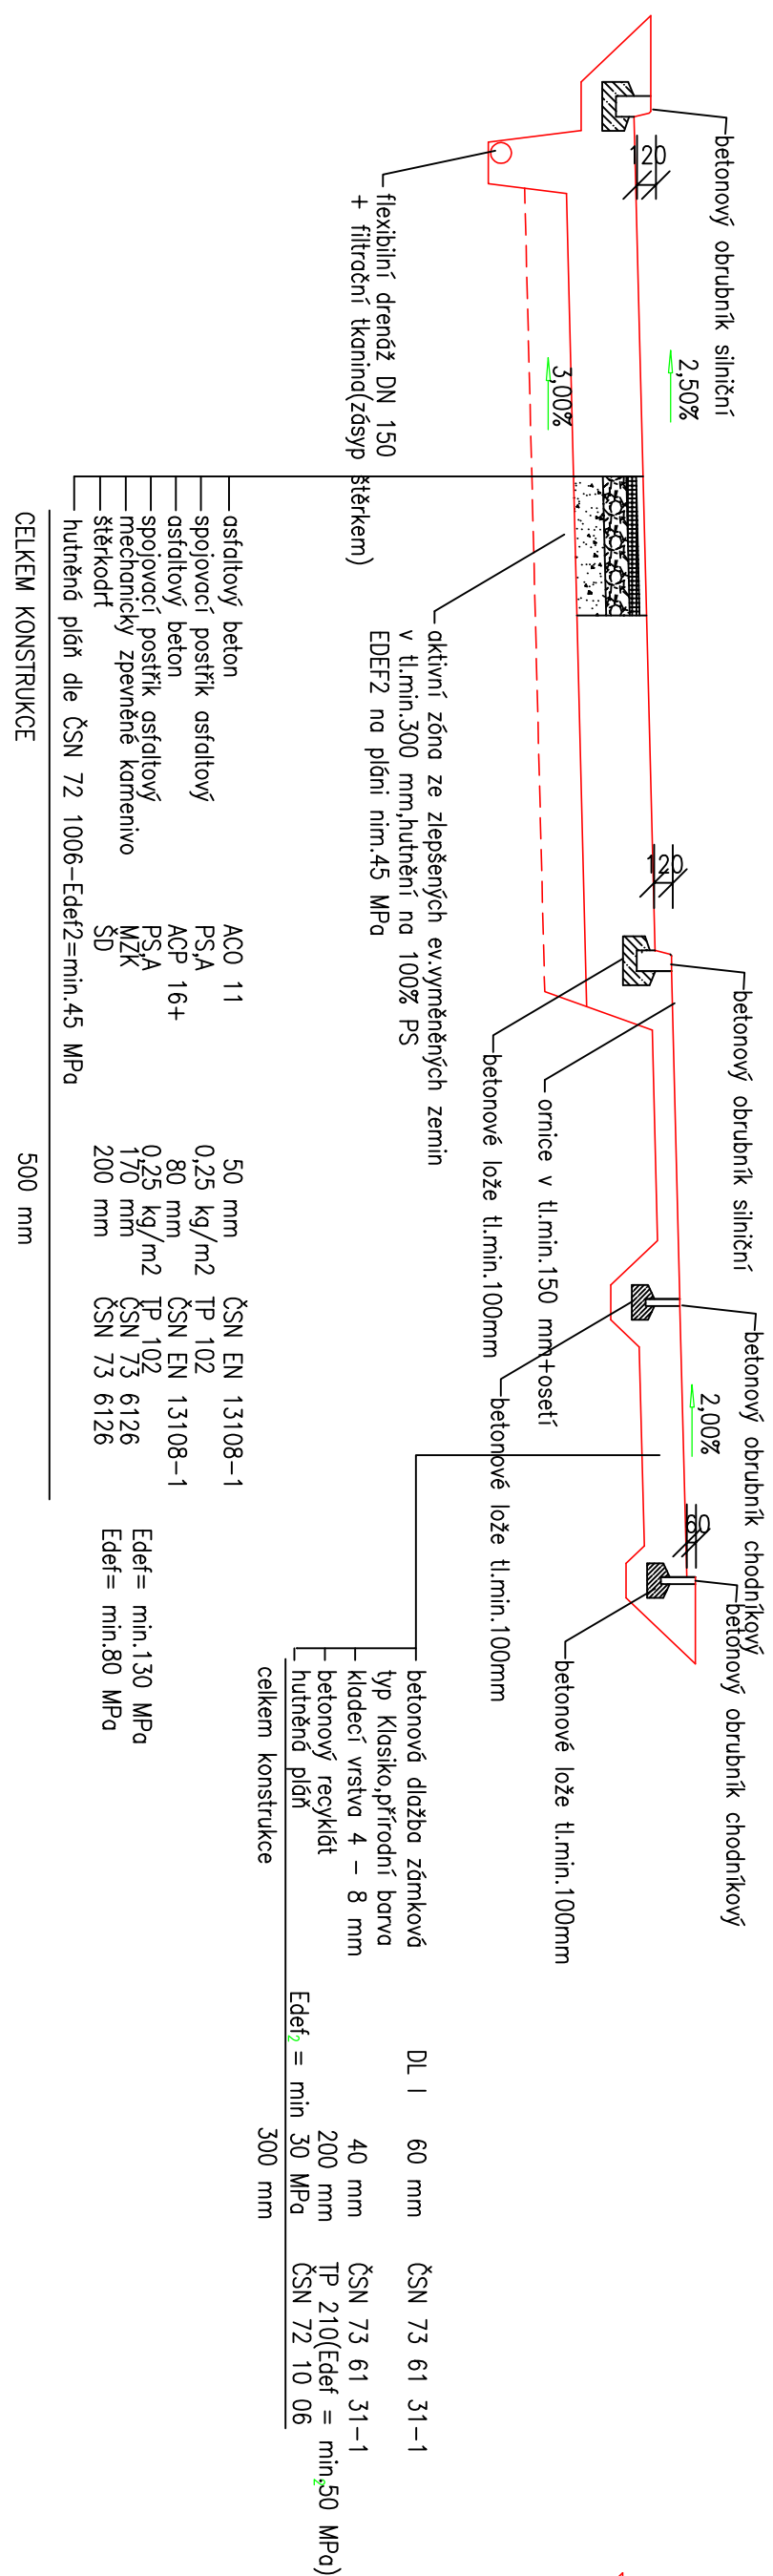 betonový obrubník silniční
120
2,50%
3,00%
flexibilní drenáž DN 150
+ filtrační tkanina(zásyp štěrkem)
aktivní zóna ze zlepšených ev.vyměněných zemin
v tl.min.300 mm,hutnění na 100% PS
EDEF2 na pláni nim.45 MPa
120
betonový obrubník silniční
ornice v tl.min.150 mm+osetí
betonové lože tl.min.100mm
betonový obrubník chodníkový
2,00%
betonové lože tl.min.100mm
60
betonový obrubník chodníkový
betonové lože tl.min.100mm
asfaltový beton ACO 11 50 mm ČSN EN 13108-1
spojovací postřik asfaltový PS,A 0,25 kg/m2 TP 102
asfaltový beton ACP 16+ 80 mm ČSN EN 13108-1
spojovací postřik asfaltový PS,A 0,25 kg/m2 TP 102
mechanicky zpevněné kamenivo MZK 170 mm ČSN 73 6126 Edef= min.130 MPa
štěrkodrť ŠD 200 mm ČSN 73 6126 Edef= min.80 MPa
hutněná pláň dle ČSN 72 1006-Edef2=min.45 MPa
CELKEM KONSTRUKCE 500 mm
betonová dlažba zámková DL I 60 mm ČSN 73 61 31-1
typ Klasiko,přírodní barva
kladecí vrstva 4 - 8 mm 40 mm ČSN 73 61 31-1
betonový recyklát 200 mm TP 210(Edef2 = min.50 MPa)
hutněná pláň Edef2 = min 30 MPa ČSN 72 10 06
celkem konstrukce 300 mm